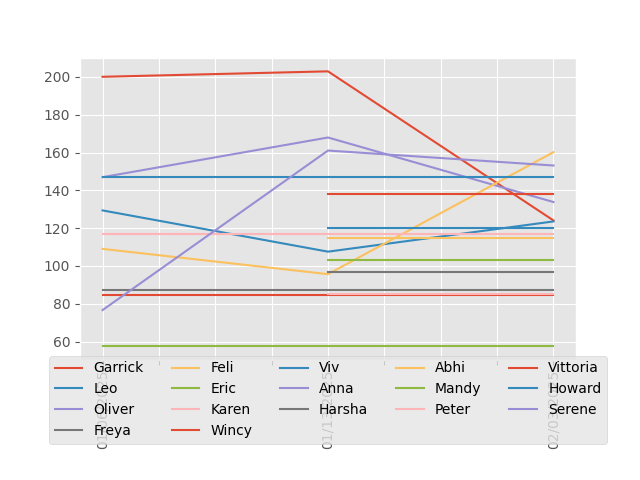 200
180
160
140
120
100
80
60
Garrick Feli Viv Abhi Vittoria
Leo Eric Anna Mandy Howard
Oliver Karen Harsha Peter Serene
Freya Wincy